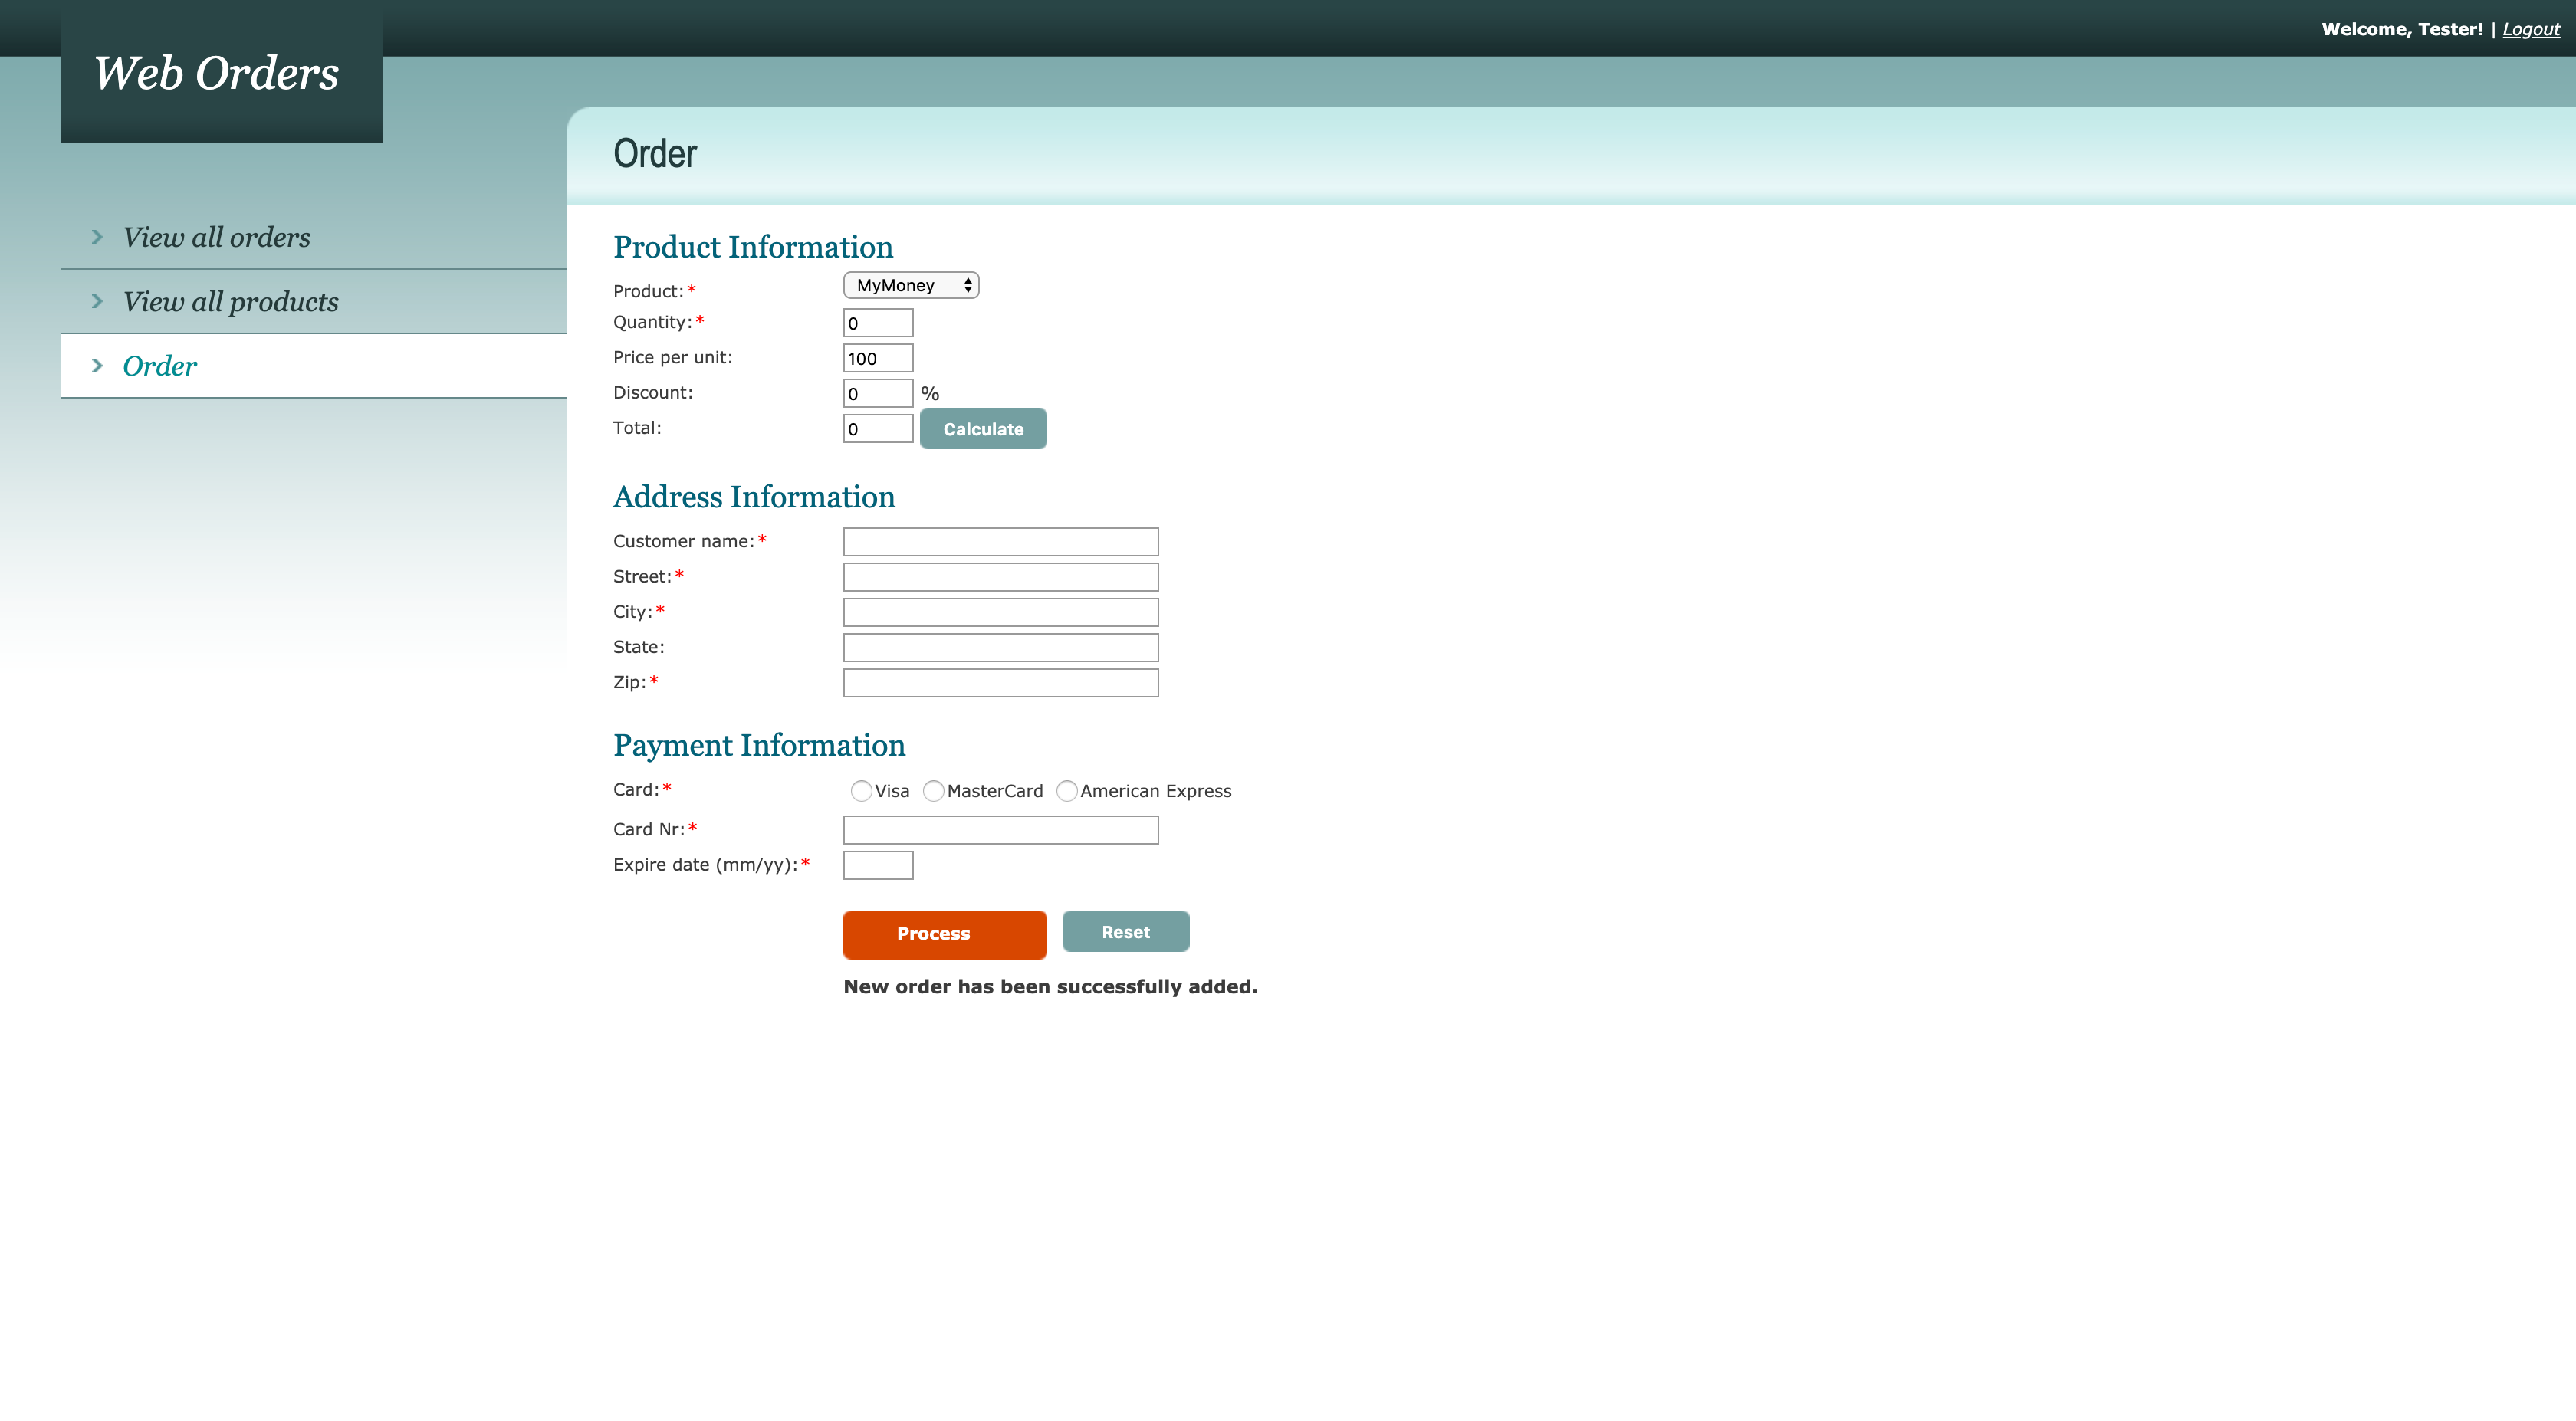 Welcome, Tester! | Logout
Web Orders
View all orders
View all products
Order
Order
Product Information
Product:* MyMoney
Quantity:* 0
Price per unit: 100
Discount: 0 %
Total: 0 Calculate
Address Information
Customer name:*
Street:*
City:*
State:
Zip:*
Payment Information
Card:* Visa MasterCard American Express
Card Nr:*
Expire date (mm/yy):*
Process Reset
New order has been successfully added.